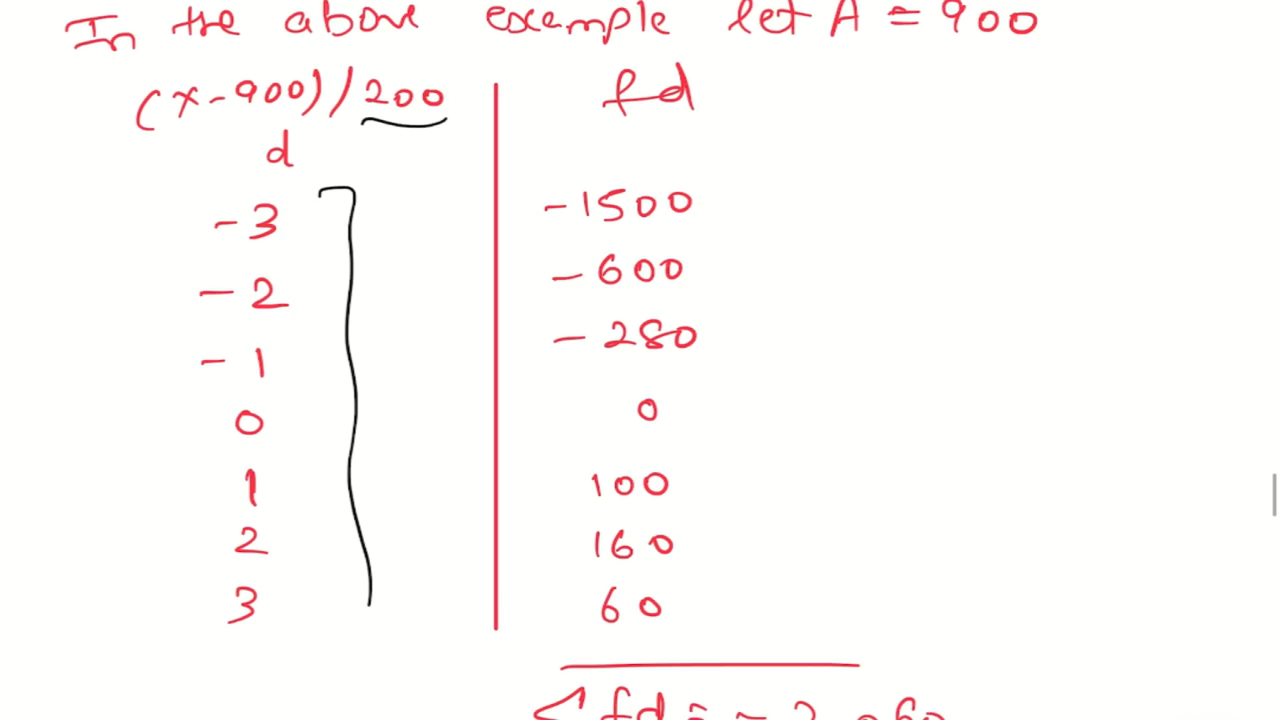 In the above example let A = 900
(x-900)/200 fd
d
-3 -1500
-2 -600
-1 -280
0 0
1 100
2 160
3 60